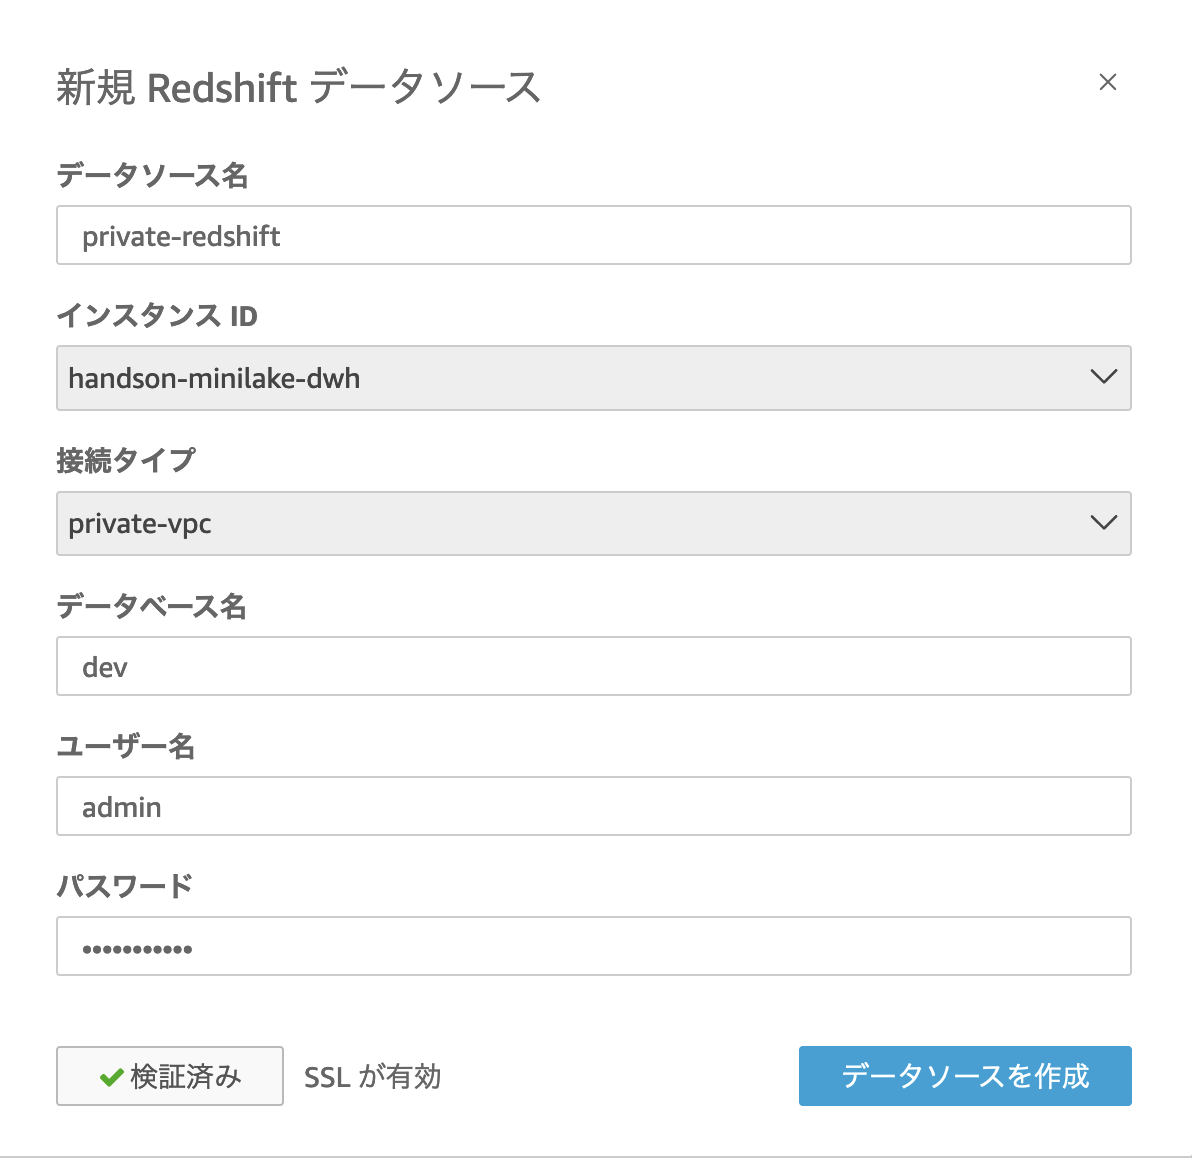 新規 Redshift データソース
データソース名
private-redshift
インスタンス ID
handson-minilake-dwh
接続タイプ
private-vpc
データベース名
dev
ユーザー名
admin
パスワード
•••••••••••
検証済み SSL が有効 データソースを作成